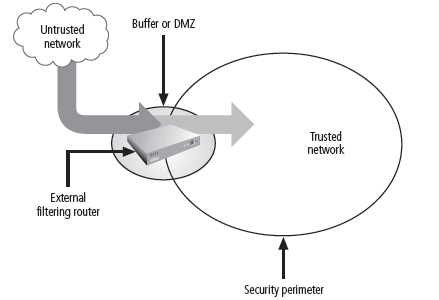 Untrusted
network
Buffer or DMZ
Trusted
network
External
filtering router
Security perimeter